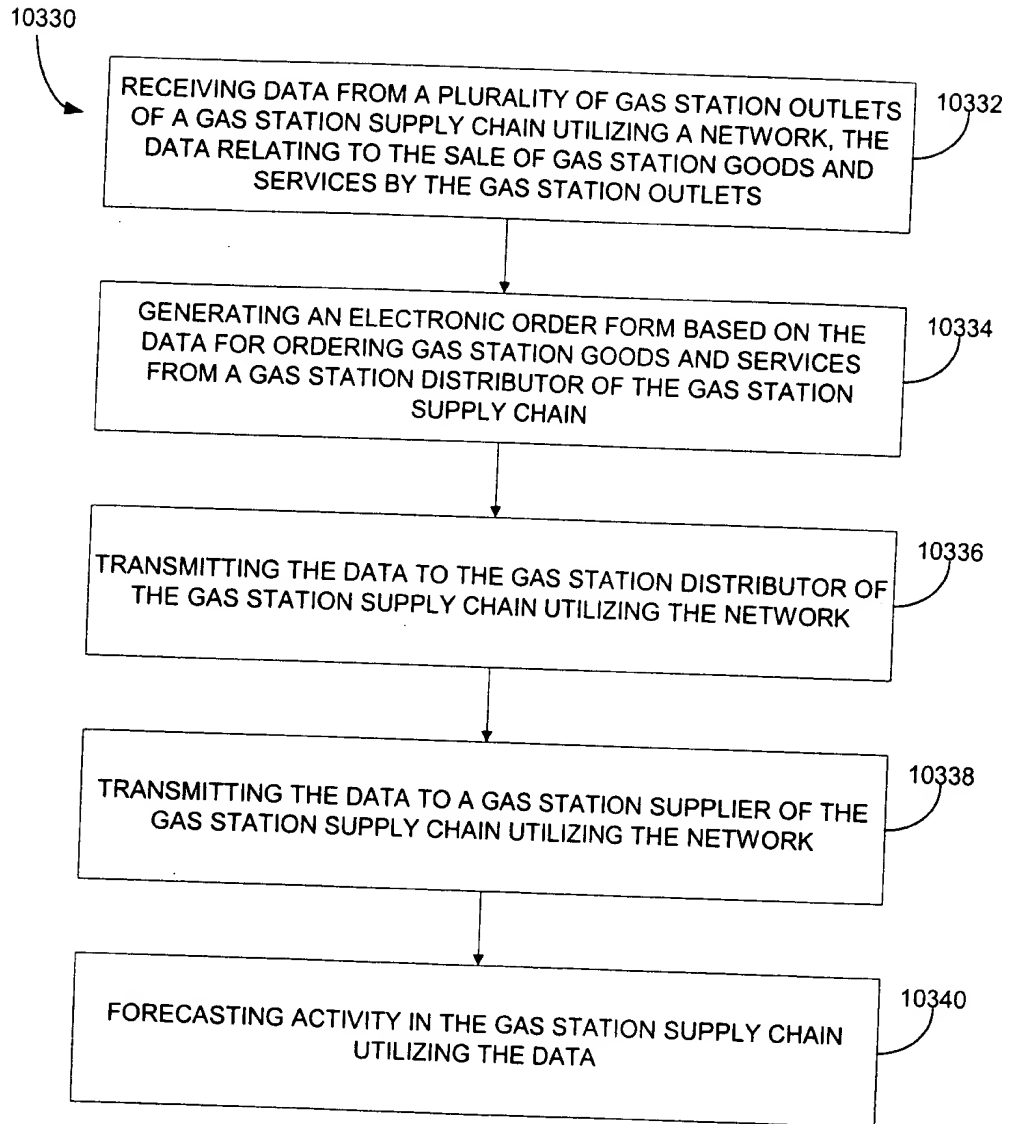 10330
RECEIVING DATA FROM A PLURALITY OF GAS STATION OUTLETS
OF A GAS STATION SUPPLY CHAIN UTILIZING A NETWORK, THE
DATA RELATING TO THE SALE OF GAS STATION GOODS AND
SERVICES BY THE GAS STATION OUTLETS
10332
GENERATING AN ELECTRONIC ORDER FORM BASED ON THE
DATA FOR ORDERING GAS STATION GOODS AND SERVICES
FROM A GAS STATION DISTRIBUTOR OF THE GAS STATION
SUPPLY CHAIN
10334
TRANSMITTING THE DATA TO THE GAS STATION DISTRIBUTOR OF
THE GAS STATION SUPPLY CHAIN UTILIZING THE NETWORK
10336
TRANSMITTING THE DATA TO A GAS STATION SUPPLIER OF THE
GAS STATION SUPPLY CHAIN UTILIZING THE NETWORK
10338
FORECASTING ACTIVITY IN THE GAS STATION SUPPLY CHAIN
UTILIZING THE DATA
10340